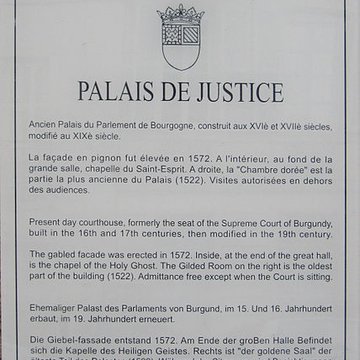 PALAIS DE JUSTICE
Ancien Palais du Parlement de Bourgogne, construit aux XVIè et XVIIè siècles,
modifié au XIXè siècle.
La façade en pignon fut élevée en 1572. A l'intérieur, au fond de la
grande salle, chapelle du Saint-Esprit. A droite, la "Chambre dorée" est
la partie la plus ancienne du Palais (1522). Visites autorisées en dehors
des audiences.
Present day courthouse, formerly the seat of the Supreme Court of Burgundy,
built in the 16th and 17th centuries, then modified in the 19th century.
The gabled facade was erected in 1572. Inside, at the end of the great hall,
is the chapel of the Holy Ghost. The Gilded Room on the right is the oldest
part of the building (1522). Admittance free except when the Court is sitting.
Ehemaliger Palast des Parlaments von Burgund, im 15. Und 16. Jahrhundert
erbaut, im 19. Jahrhundert erneuert.
Die Giebel-fassade entstand 1572. Am Ende der großen Halle Befindet
sich die Kapelle des Heiligen Geistes. Rechts ist "der goldene Saal" der